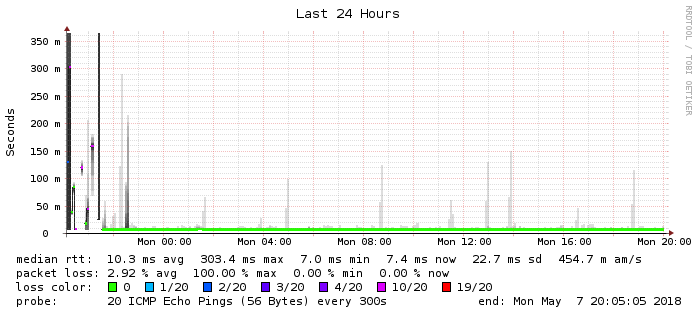 Last 24 Hours
RRDTOOL / TOBI OETIKER
Seconds
350 m
300 m
250 m
200 m
150 m
100 m
50 m
0
Mon 00:00 Mon 04:00 Mon 08:00 Mon 12:00 Mon 16:00 Mon 20:00
median rtt: 10.3 ms avg 303.4 ms max 7.0 ms min 7.4 ms now 22.7 ms sd 454.7 m am/s
packet loss: 2.92 % avg 100.00 % max 0.00 % min 0.00 % now
loss color: 0 1/20 2/20 3/20 4/20 10/20 19/20
probe: 20 ICMP Echo Pings (56 Bytes) every 300s end: Mon May 7 20:05:05 2018